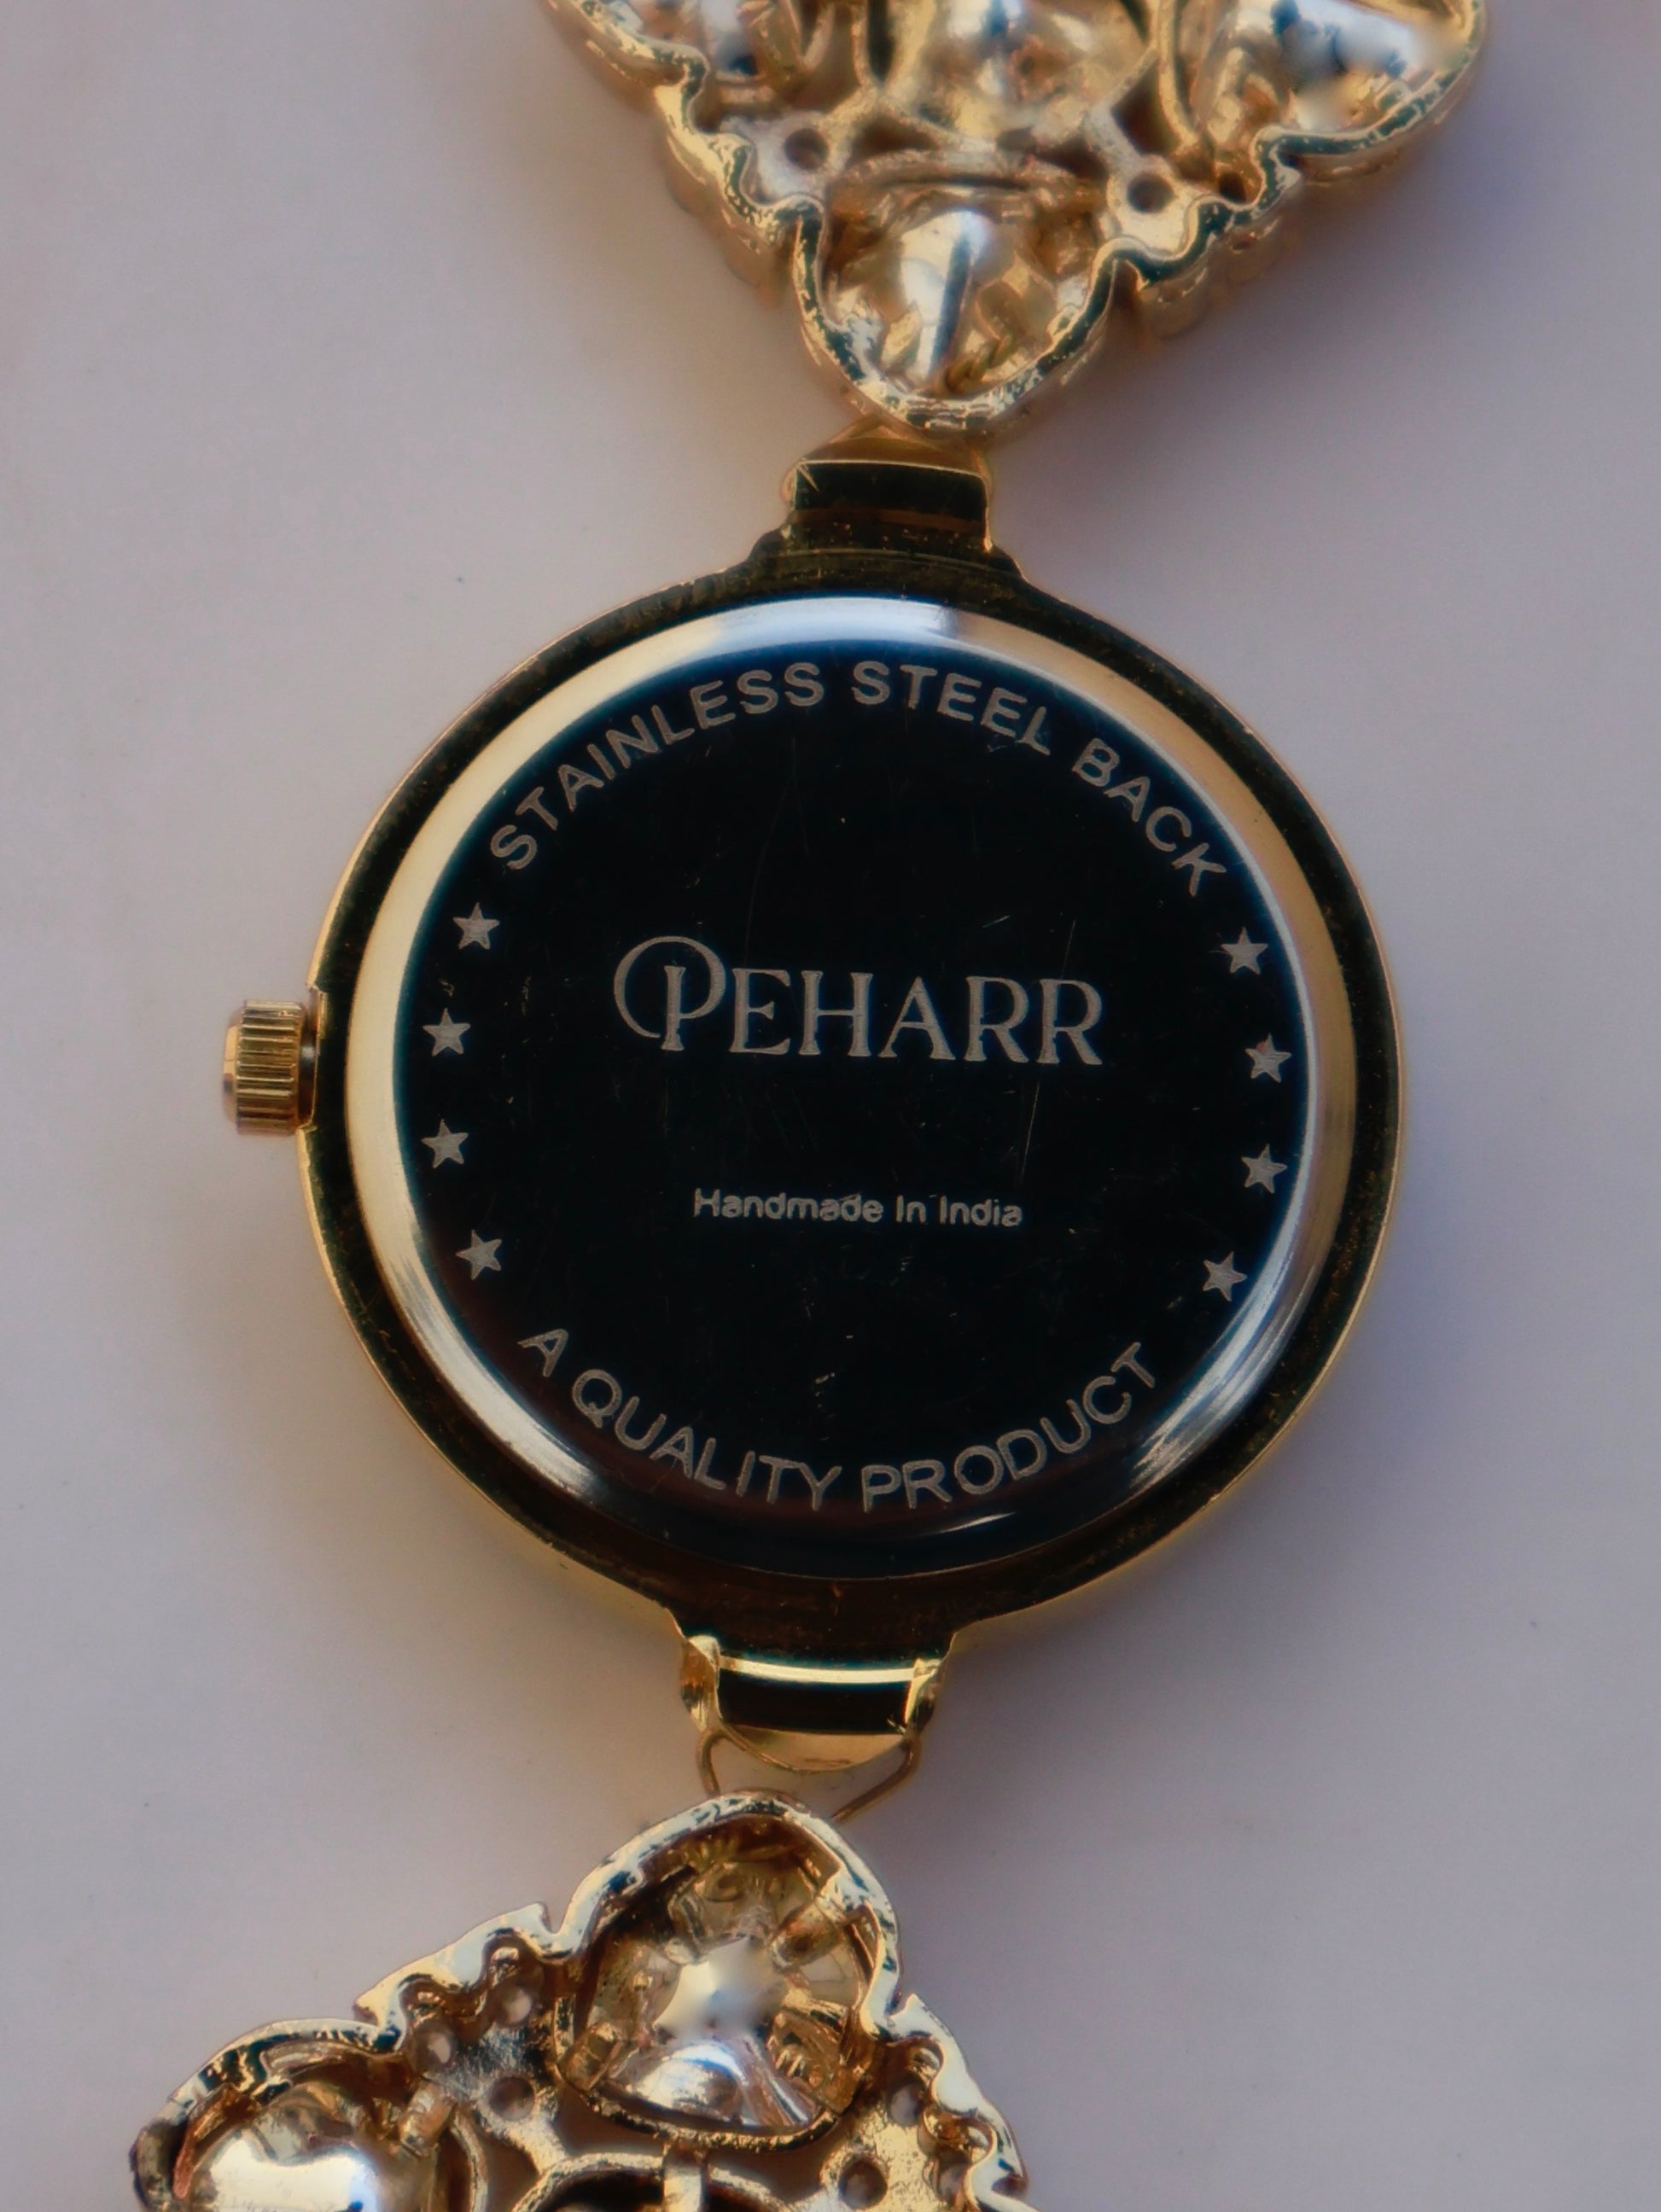 STAINLESS STEEL BACK
PEHARR
Handmade In India
A QUALITY PRODUCT